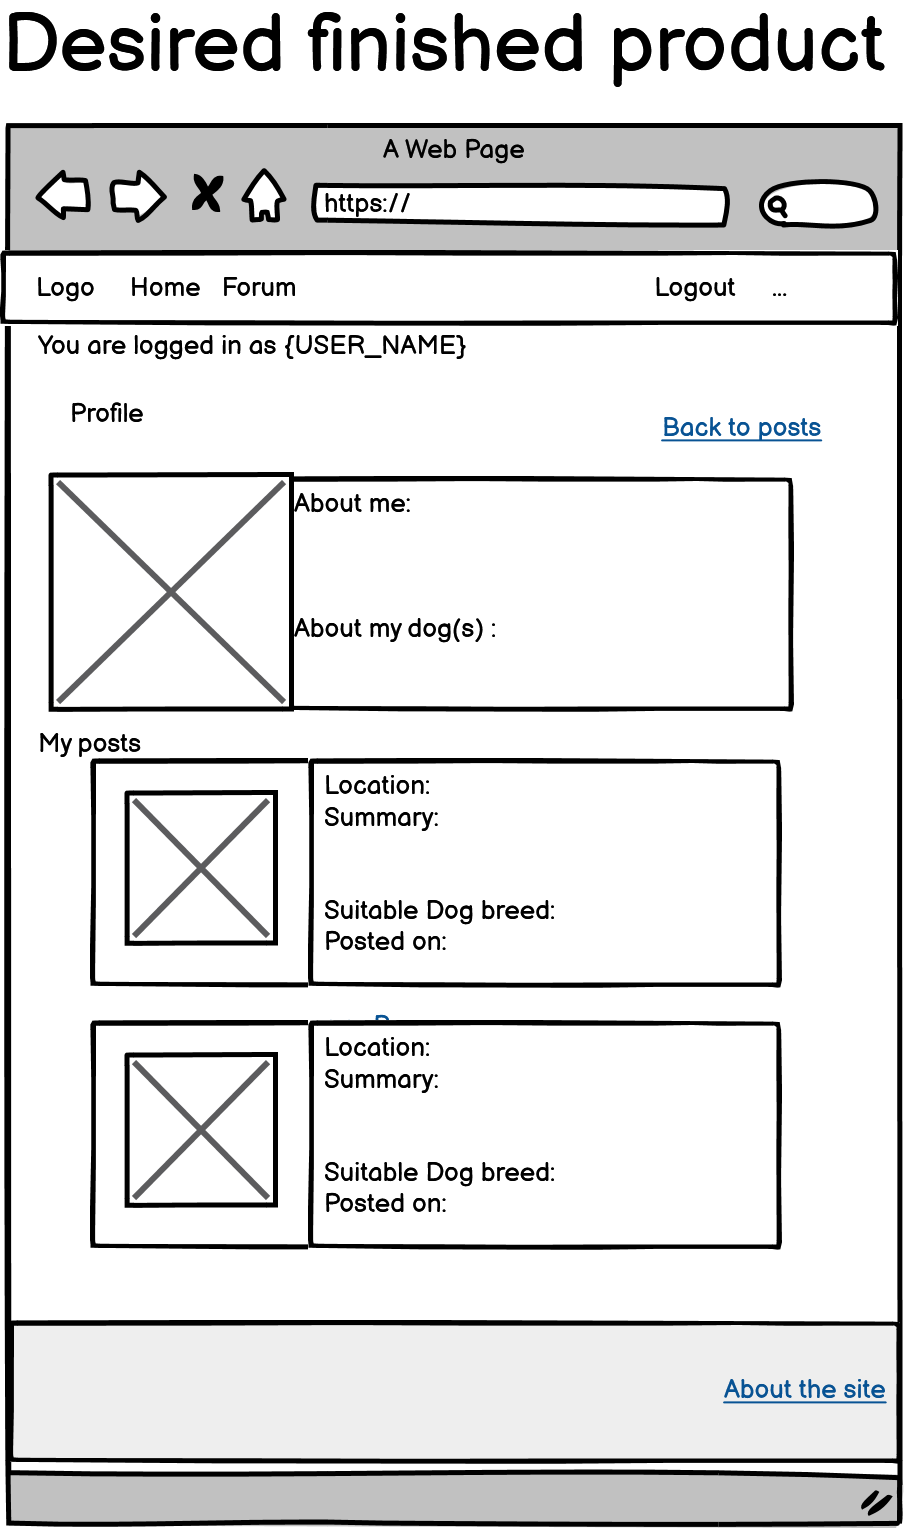 Desired finished product
A Web Page
https://
Logo Home Forum Logout ...
You are logged in as {USER_NAME}
Profile
Back to posts
About me:
About my dog(s) :
My posts
Location:
Summary:
Suitable Dog breed:
Posted on:
Location:
Summary:
Suitable Dog breed:
Posted on:
About the site